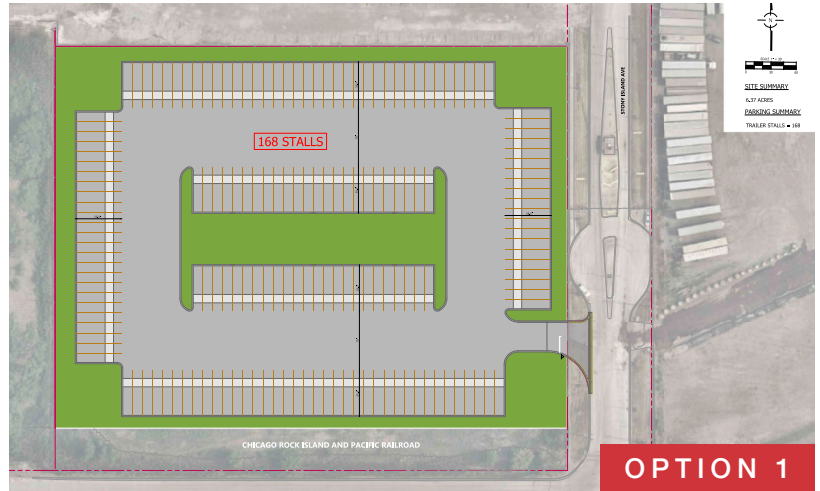 N
SITE SUMMARY
6.37 ACRES
PARKING SUMMARY
TRAILER STALLS = 168
STONY ISLAND AVE
168 STALLS
CHICAGO ROCK ISLAND AND PACIFIC RAILROAD
OPTION 1